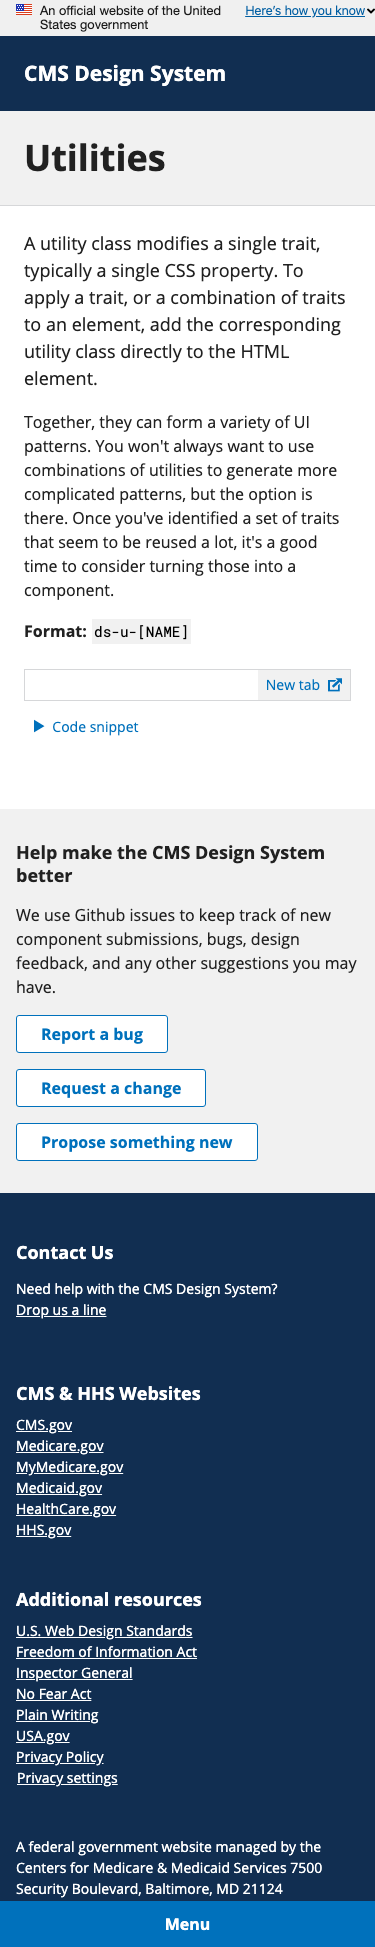 An official website of the United
States government
Here's how you know
CMS Design System
Utilities
A utility class modifies a single trait,
typically a single CSS property. To
apply a trait, or a combination of traits
to an element, add the corresponding
utility class directly to the HTML
element.
Together, they can form a variety of UI
patterns. You won't always want to use
combinations of utilities to generate more
complicated patterns, but the option is
there. Once you've identified a set of traits
that seem to be reused a lot, it's a good
time to consider turning those into a
component.
Format: ds-u-[NAME]
New tab
Code snippet
Help make the CMS Design System
better
We use Github issues to keep track of new
component submissions, bugs, design
feedback, and any other suggestions you may
have.
Report a bug
Request a change
Propose something new
Contact Us
Need help with the CMS Design System?
Drop us a line
CMS & HHS Websites
CMS.gov
Medicare.gov
MyMedicare.gov
Medicaid.gov
HealthCare.gov
HHS.gov
Additional resources
U.S. Web Design Standards
Freedom of Information Act
Inspector General
No Fear Act
Plain Writing
USA.gov
Privacy Policy
Privacy settings
A federal government website managed by the
Centers for Medicare & Medicaid Services 7500
Security Boulevard, Baltimore, MD 21124
Menu